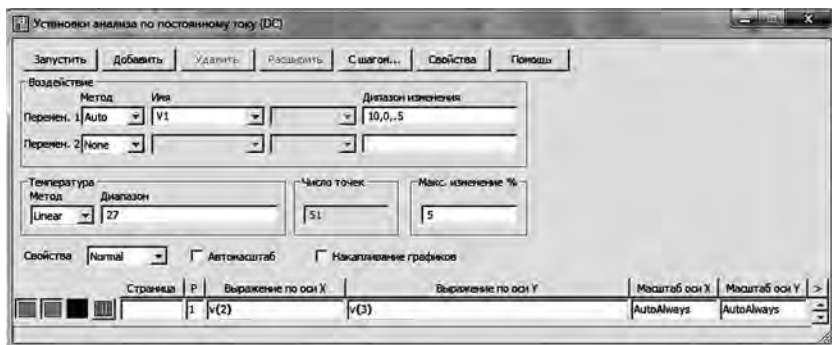 Установки анализа по постоянному току (DC)
Запустить Добавить Удалить Расширить С шагом... Свойства Помощь
Воздействие
Метод Имя Дипазон изменения
Перемен. 1 Auto V1 10,0,.5
Перемен. 2 None
Температура Число точек Макс. изменение %
Метод Диапазон
Linear 27 51 5
Свойства Normal Автомасштаб Накапливание графиков
Страница P Выражение по оси X Выражение по оси Y Масштаб оси X Масштаб оси Y >
1 v(2) v(3) AutoAlways AutoAlways